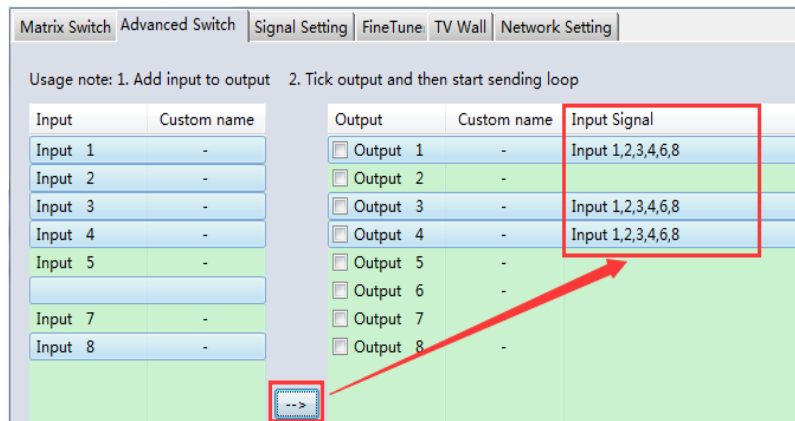 Matrix Switch Advanced Switch Signal Setting FineTune TV Wall Network Setting
Usage note: 1. Add input to output 2. Tick output and then start sending loop
Input Custom name Output Custom name Input Signal
Input 1 - Output 1 - Input 1,2,3,4,6,8
Input 2 - Output 2 -
Input 3 - Output 3 - Input 1,2,3,4,6,8
Input 4 - Output 4 - Input 1,2,3,4,6,8
Input 5 - Output 5 -
Output 6 -
Input 7 - Output 7 -
Input 8 - Output 8 -
-->